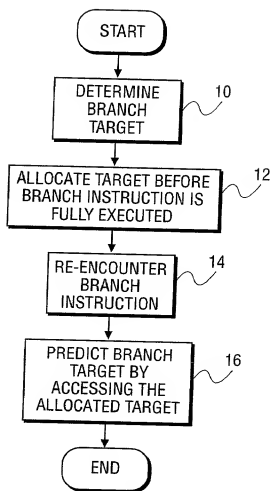 START
DETERMINE
BRANCH
TARGET
10
ALLOCATE TARGET BEFORE
BRANCH INSTRUCTION IS
FULLY EXECUTED
12
RE-ENCOUNTER
BRANCH
INSTRUCTION
14
PREDICT BRANCH
TARGET BY
ACCESSING THE
ALLOCATED TARGET
16
END